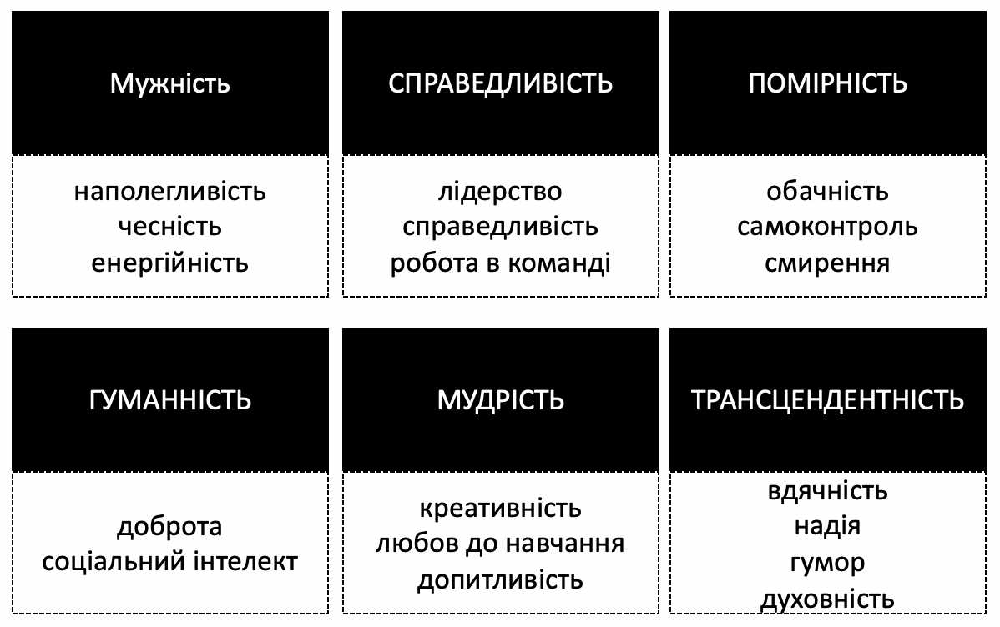 Мужність
наполегливість
чесність
енергійність
СПРАВЕДЛИВІСТЬ
лідерство
справедливість
робота в команді
ПОМІРНІСТЬ
обачність
самоконтроль
смирення
ГУМАННІСТЬ
доброта
соціальний інтелект
МУДРІСТЬ
креативність
любов до навчання
допитливість
ТРАНСЦЕНДЕНТНІСТЬ
вдячність
надія
гумор
духовність